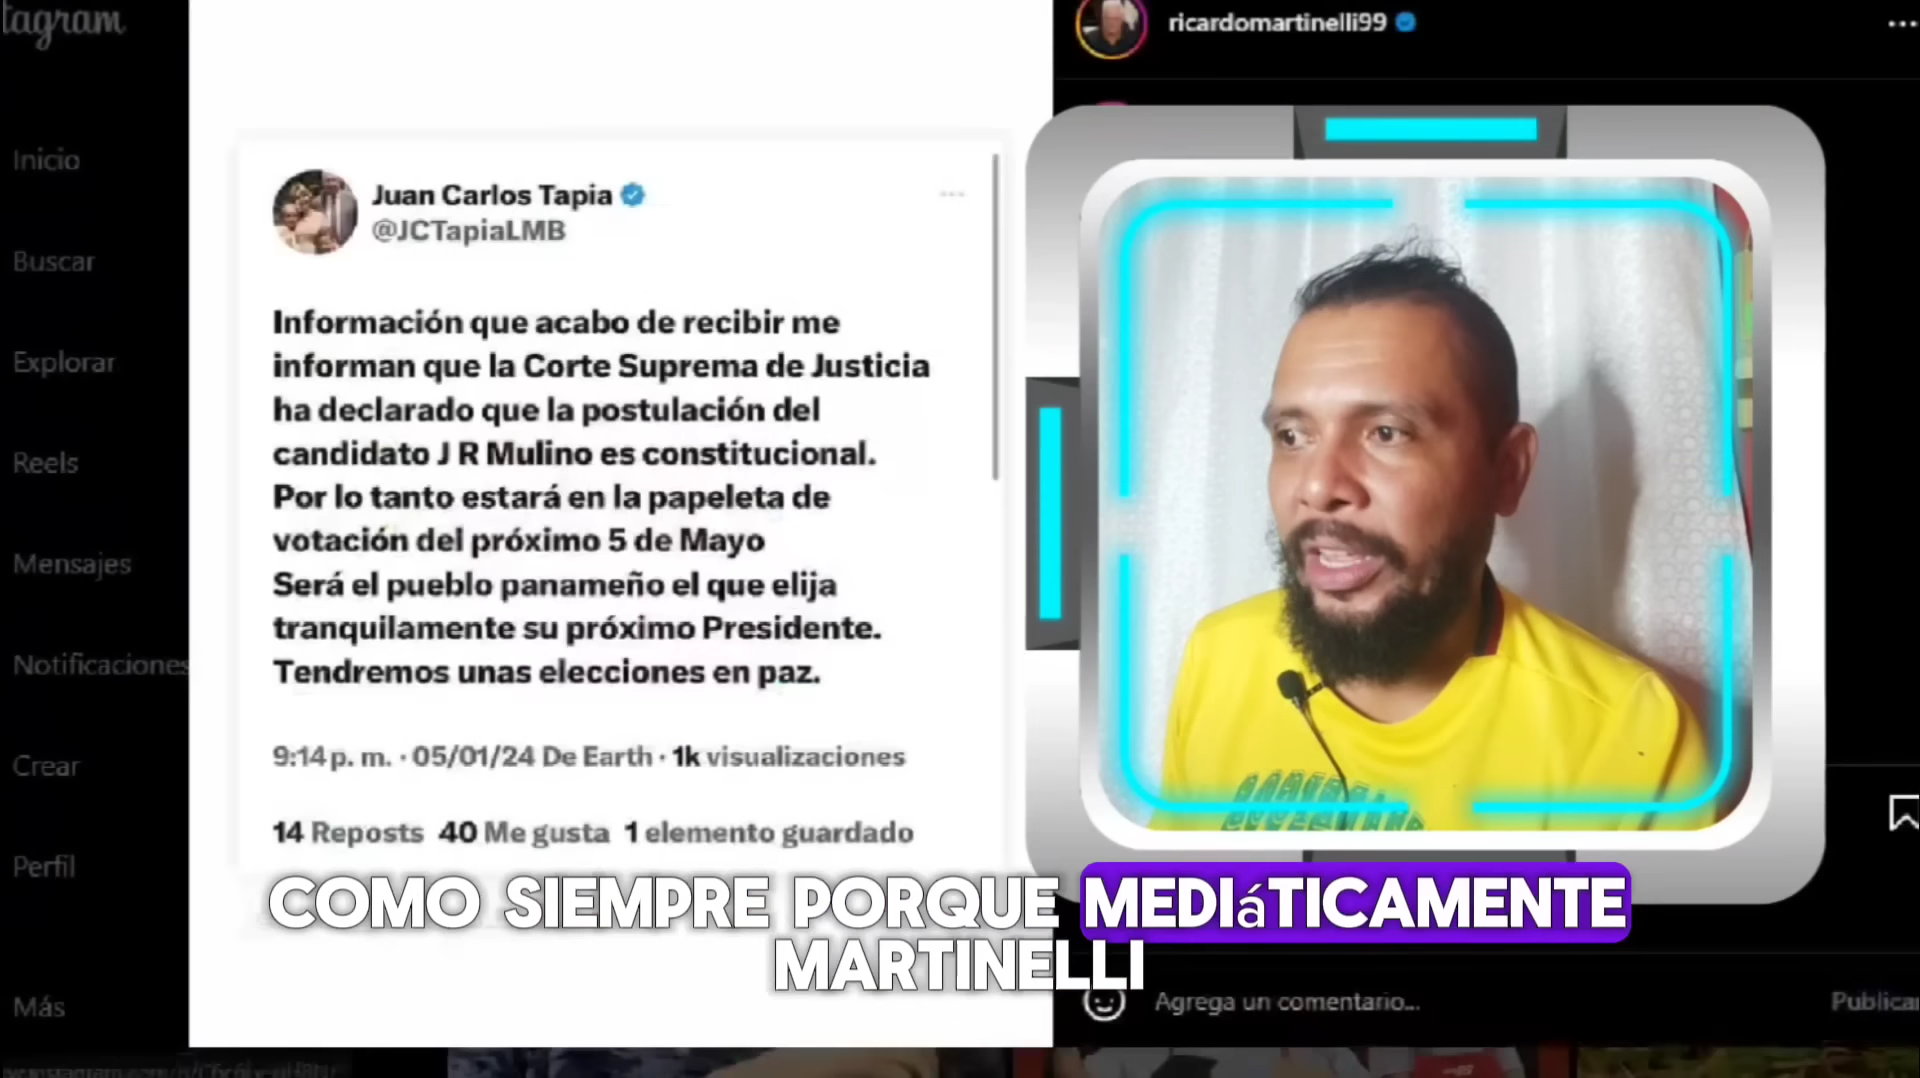 tagram
Inicio
Buscar
Explorar
Reels
Mensajes
Notificaciones
Crear
Perfil
Más
ricardomartinelli99
Juan Carlos Tapia
@JCTapiaLMB
Información que acabo de recibir me
informan que la Corte Suprema de Justicia
ha declarado que la postulación del
candidato J R Mulino es constitucional.
Por lo tanto estará en la papeleta de
votación del próximo 5 de Mayo
Será el pueblo panameño el que elija
tranquilamente su próximo Presidente.
Tendremos unas elecciones en paz.
9:14 p. m. · 05/01/24 De Earth · 1k visualizaciones
14 Reposts 40 Me gusta 1 elemento guardado
COMO SIEMPRE PORQUE MEDIáTICAMENTE
MARTINELLI
Agrega un comentario...
Publicar